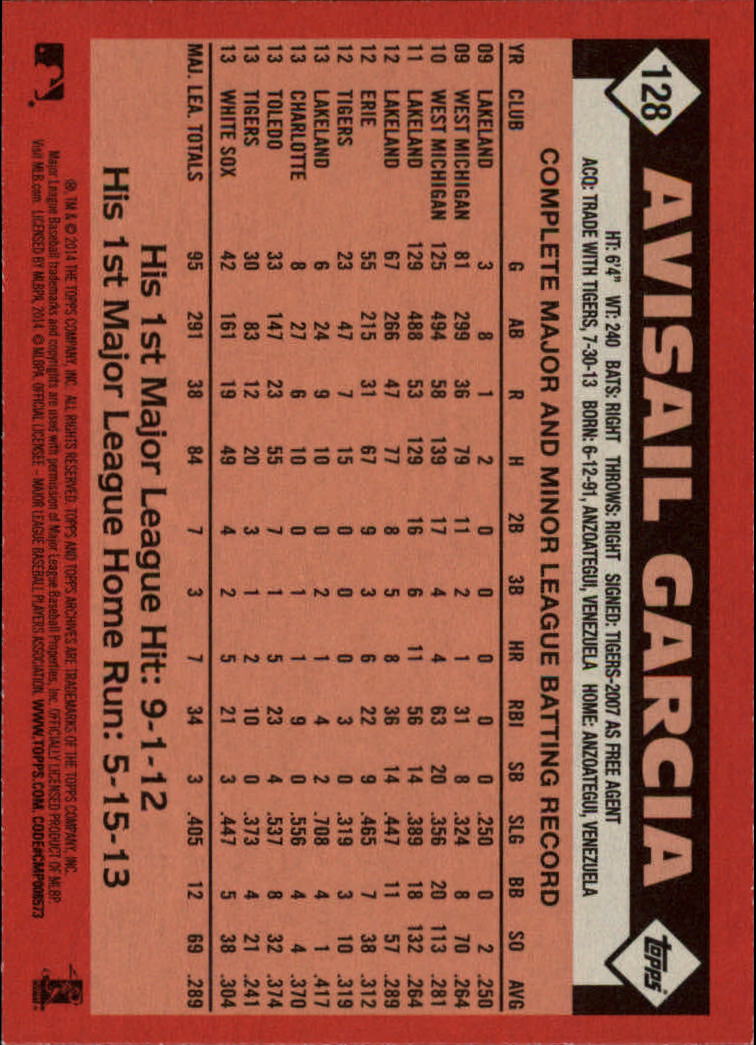 128
AVISAIL GARCIA
topps
HT: 6'4" WT: 240 BATS: RIGHT THROWS: RIGHT SIGNED: TIGERS-2007 AS FREE AGENT
ACQ: TRADE WITH TIGERS, 7-30-13 BORN: 6-12-91, ANZOATEGUI, VENEZUELA HOME: ANZOATEGUI, VENEZUELA
COMPLETE MAJOR AND MINOR LEAGUE BATTING RECORD
YR CLUB G AB R H 2B 3B HR RBI SB SLG BB SO AVG
09 LAKELAND 3 8 1 2 0 0 0 0 0 .250 0 2 .250
09 WEST MICHIGAN 81 299 36 79 11 2 1 31 8 .324 8 70 .264
10 WEST MICHIGAN 125 494 58 139 17 4 4 63 20 .356 20 113 .281
11 LAKELAND 129 488 53 129 16 6 11 56 14 .389 18 132 .264
12 LAKELAND 67 266 47 77 8 5 8 36 14 .447 11 57 .289
12 ERIE 55 215 31 67 9 3 6 22 9 .465 7 38 .312
12 TIGERS 23 47 7 15 0 0 0 3 0 .319 3 10 .319
13 LAKELAND 6 24 9 10 0 2 1 4 2 .708 4 1 .417
13 CHARLOTTE 8 27 6 10 0 1 1 9 0 .556 4 4 .370
13 TOLEDO 33 147 23 55 7 1 5 23 4 .537 8 32 .374
13 TIGERS 30 83 12 20 3 1 2 10 0 .373 4 21 .241
13 WHITE SOX 42 161 19 49 4 2 5 21 3 .447 5 38 .304
MAJ. LEA. TOTALS 95 291 38 84 7 3 7 34 3 .405 12 69 .289
His 1st Major League Hit: 9-1-12
His 1st Major League Home Run: 5-15-13
®, TM & © 2014 THE TOPPS COMPANY, INC. ALL RIGHTS RESERVED. TOPPS AND TOPPS ARCHIVES ARE TRADEMARKS OF THE TOPPS COMPANY, INC.
Major League Baseball trademarks and copyrights are used with permission of Major League Baseball Properties, Inc. OFFICIALLY LICENSED PRODUCT OF MLBP.
Visit MLB.com. LICENSED BY MLBPA, 2014. © MLBPA. OFFICIAL LICENSEE – MAJOR LEAGUE BASEBALL PLAYERS ASSOCIATION. WWW.TOPPS.COM. CODE#CMP008573